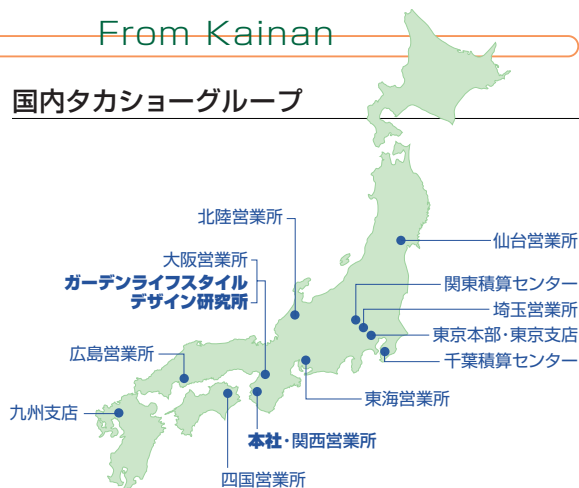 From Kainan
国内タカショーグループ
北陸営業所
大阪営業所
ガーデンライフスタイル
デザイン研究所
広島営業所
九州支店
仙台営業所
関東積算センター
埼玉営業所
東京本部・東京支店
千葉積算センター
東海営業所
本社・関西営業所
四国営業所